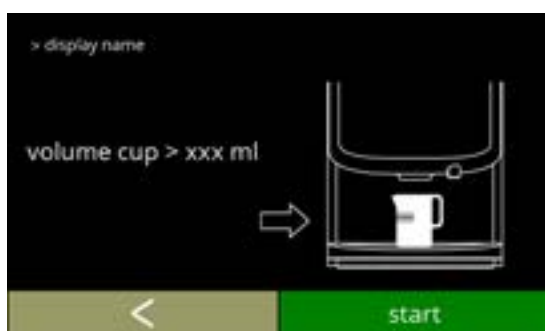 > display name
volume cup > xxx ml
<
start